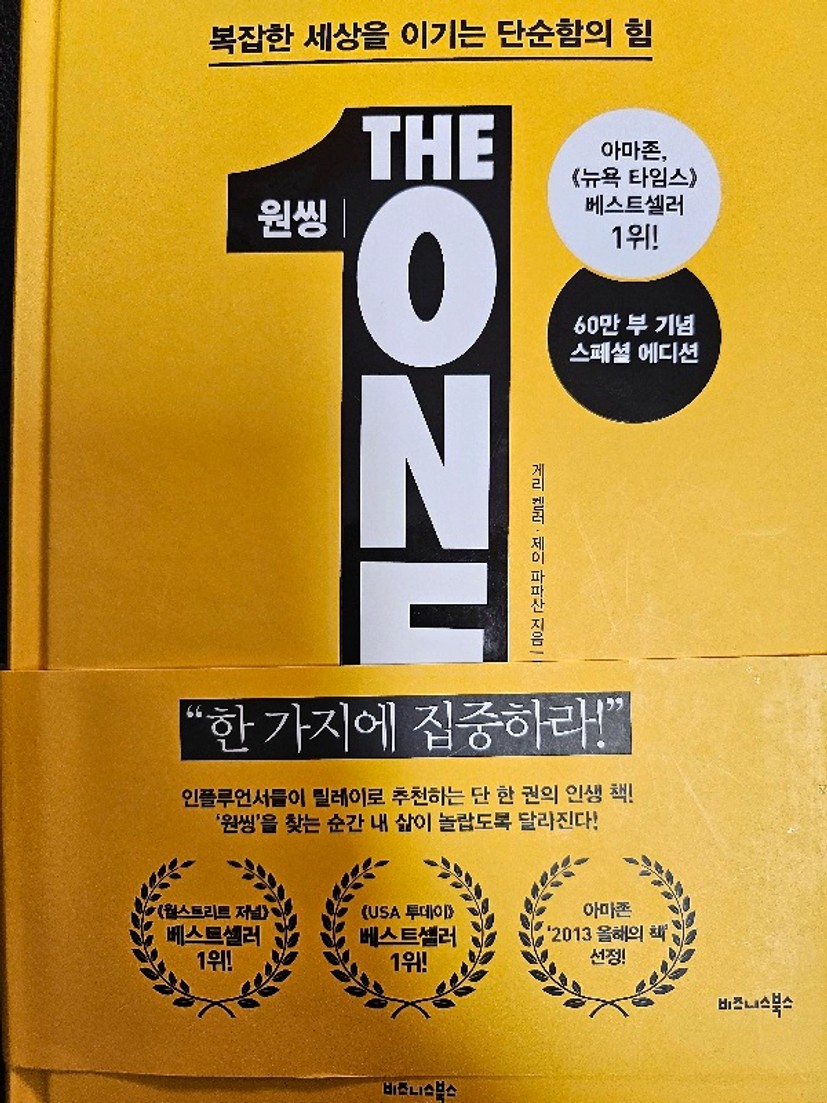 복잡한 세상을 이기는 단순함의 힘
THE
원씽
ONE
아마존,
《뉴욕 타임스》
베스트셀러
1위!
60만 부 기념
스페셜 에디션
게리 켈러 · 제이 파파산 지음
“한 가지에 집중하라!”
인플루언서들이 릴레이로 추천하는 단 한 권의 인생 책!
‘원씽’을 찾는 순간 내 삶이 놀랍도록 달라진다!
《월스트리트 저널》
베스트셀러
1위!
《USA 투데이》
베스트셀러
1위!
아마존
‘2013 올해의 책’
선정!
비즈니스북스
비즈니스북스